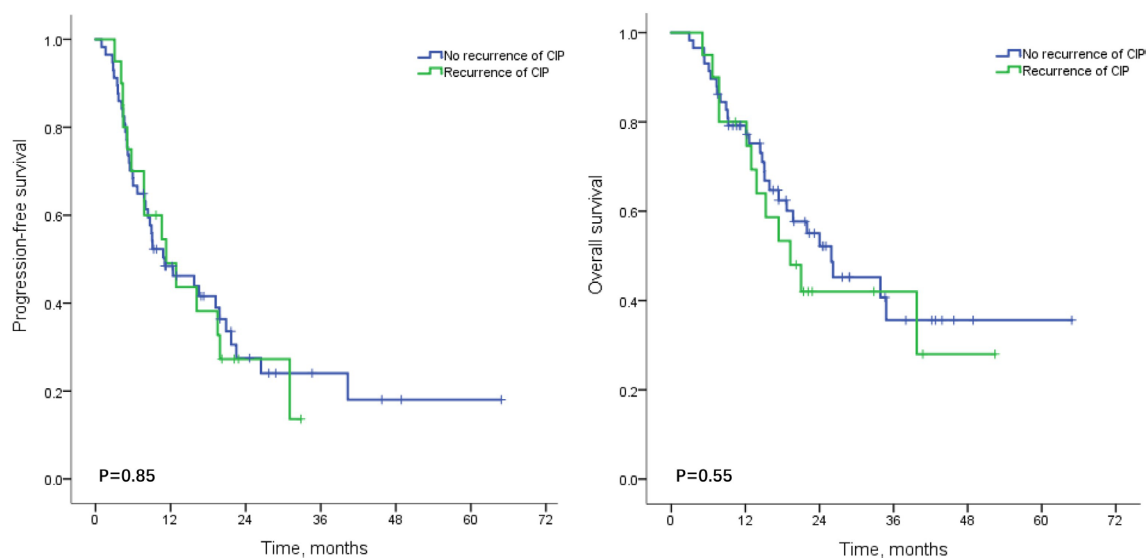 No recurrence of CIP
Recurrence of CIP
Progression-free survival
1.0
0.8
0.6
0.4
0.2
0.0
P=0.85
0 12 24 36 48 60 72
Time, months
No recurrence of CIP
Recurrence of CIP
Overall survival
1.0
0.8
0.6
0.4
0.2
0.0
P=0.55
0 12 24 36 48 60 72
Time, months